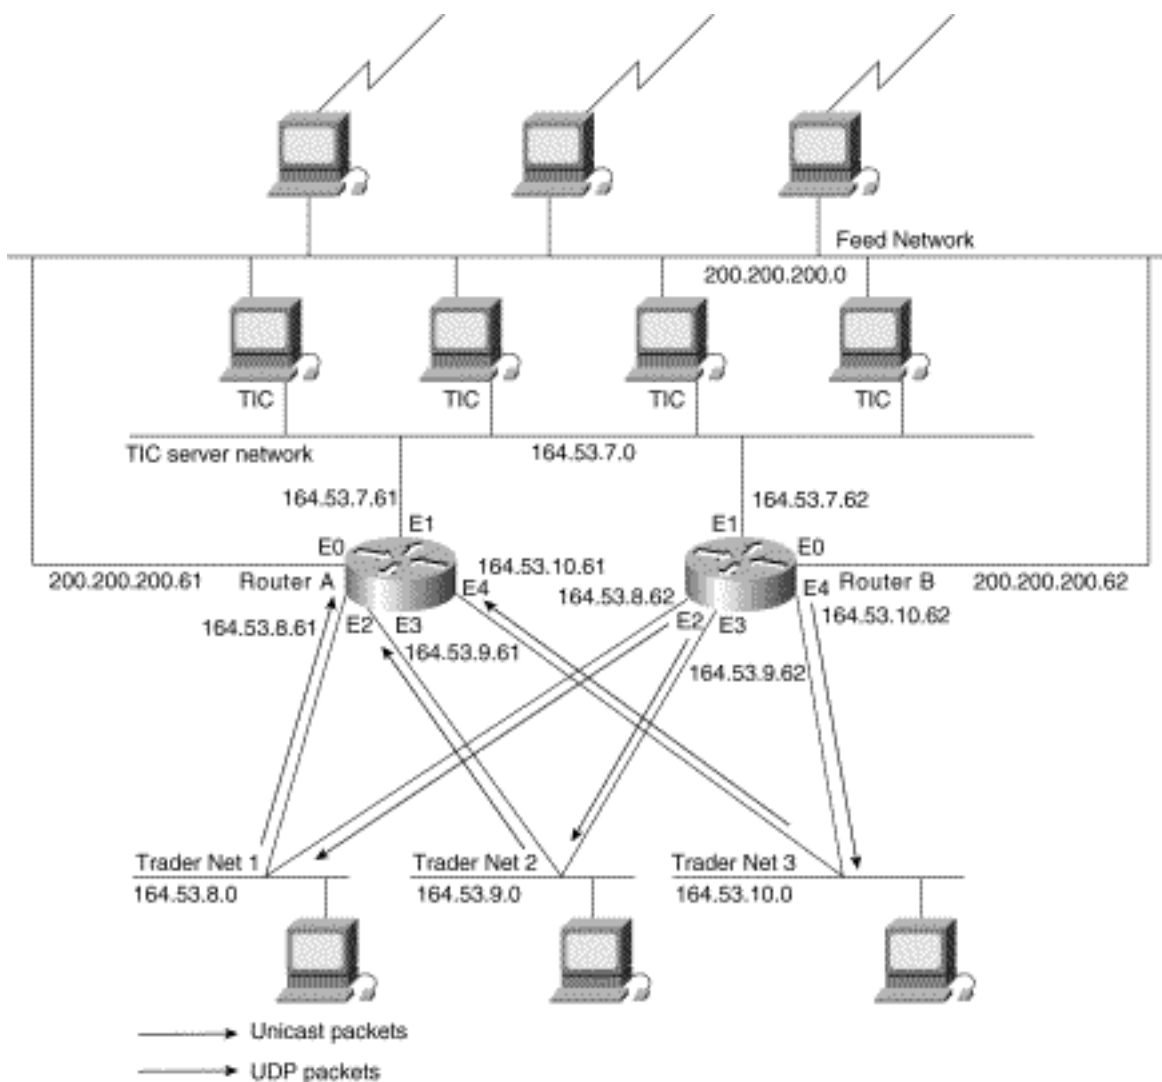 Feed Network
200.200.200.0
TIC
TIC
TIC
TIC
TIC server network
164.53.7.0
164.53.7.61
164.53.7.62
E1
E1
E0
E0
200.200.200.61
Router A
164.53.10.61
E4
164.53.8.62
Router B
200.200.200.62
E4
164.53.8.61
E2
E3
E2
E3
164.53.10.62
164.53.9.61
164.53.9.62
Trader Net 1
Trader Net 2
Trader Net 3
164.53.8.0
164.53.9.0
164.53.10.0
Unicast packets
UDP packets